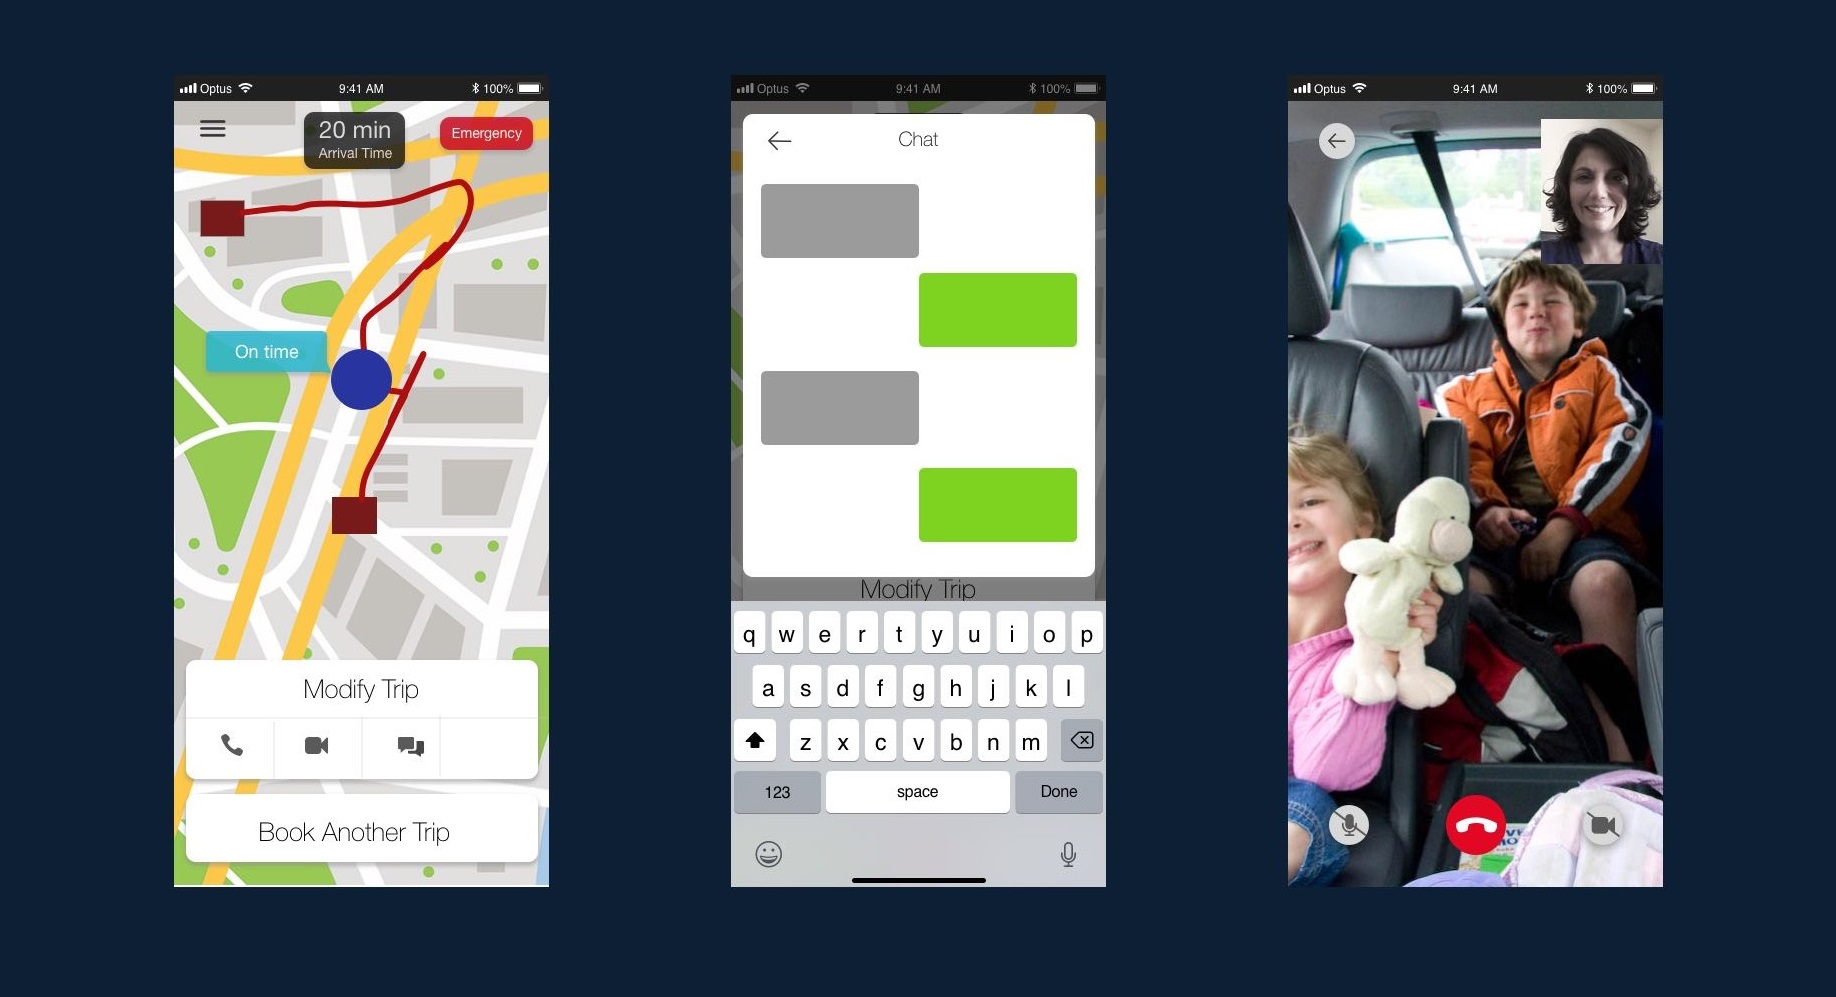 Optus 9:41 AM 100%
20 min
Arrival Time
Emergency
On time
Modify Trip
Book Another Trip
Optus 9:41 AM 100%
Chat
Modify Trip
q w e r t y u i o p
a s d f g h j k l
z x c v b n m
123 space Done
Optus 9:41 AM 100%